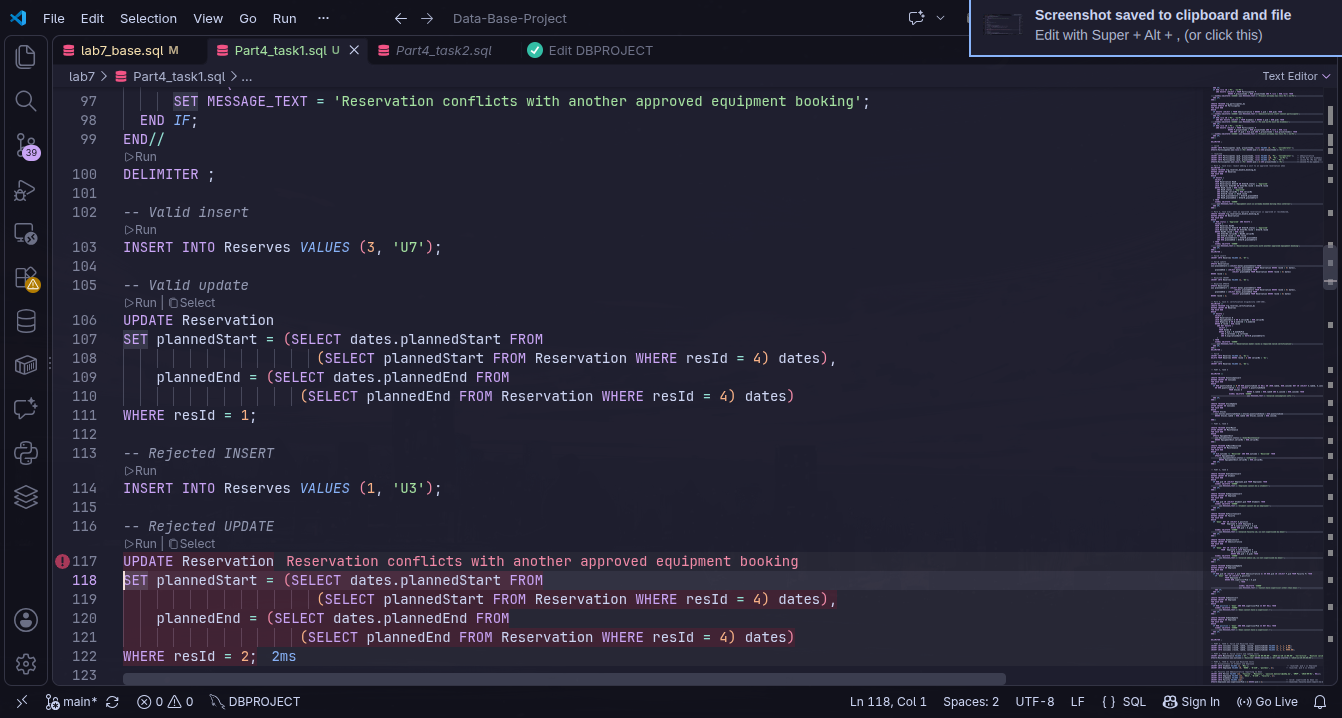 File Edit Selection View Go Run ··· Data-Base-Project
Screenshot saved to clipboard and file
Edit with Super + Alt + , (or click this)
lab7_base.sql M Part4_task1.sql U Part4_task2.sql Edit DBPROJECT
lab7 > Part4_task1.sql > ... Text Editor
97 SET MESSAGE_TEXT = 'Reservation conflicts with another approved equipment booking';
98 END IF;
99 END//
Run
100 DELIMITER ;
101
102 -- Valid insert
Run
103 INSERT INTO Reserves VALUES (3, 'U7');
104
105 -- Valid update
Run | Select
106 UPDATE Reservation
107 SET plannedStart = (SELECT dates.plannedStart FROM
108 (SELECT plannedStart FROM Reservation WHERE resId = 4) dates),
109 plannedEnd = (SELECT dates.plannedEnd FROM
110 (SELECT plannedEnd FROM Reservation WHERE resId = 4) dates)
111 WHERE resId = 1;
112
113 -- Rejected INSERT
Run
114 INSERT INTO Reserves VALUES (1, 'U3');
115
116 -- Rejected UPDATE
Run | Select
117 UPDATE Reservation Reservation conflicts with another approved equipment booking
118 SET plannedStart = (SELECT dates.plannedStart FROM
119 (SELECT plannedStart FROM Reservation WHERE resId = 4) dates),
120 plannedEnd = (SELECT dates.plannedEnd FROM
121 (SELECT plannedEnd FROM Reservation WHERE resId = 4) dates)
122 WHERE resId = 2; 2ms
123
39
main* 0 0 DBPROJECT Ln 118, Col 1 Spaces: 2 UTF-8 LF { } SQL Sign In Go Live